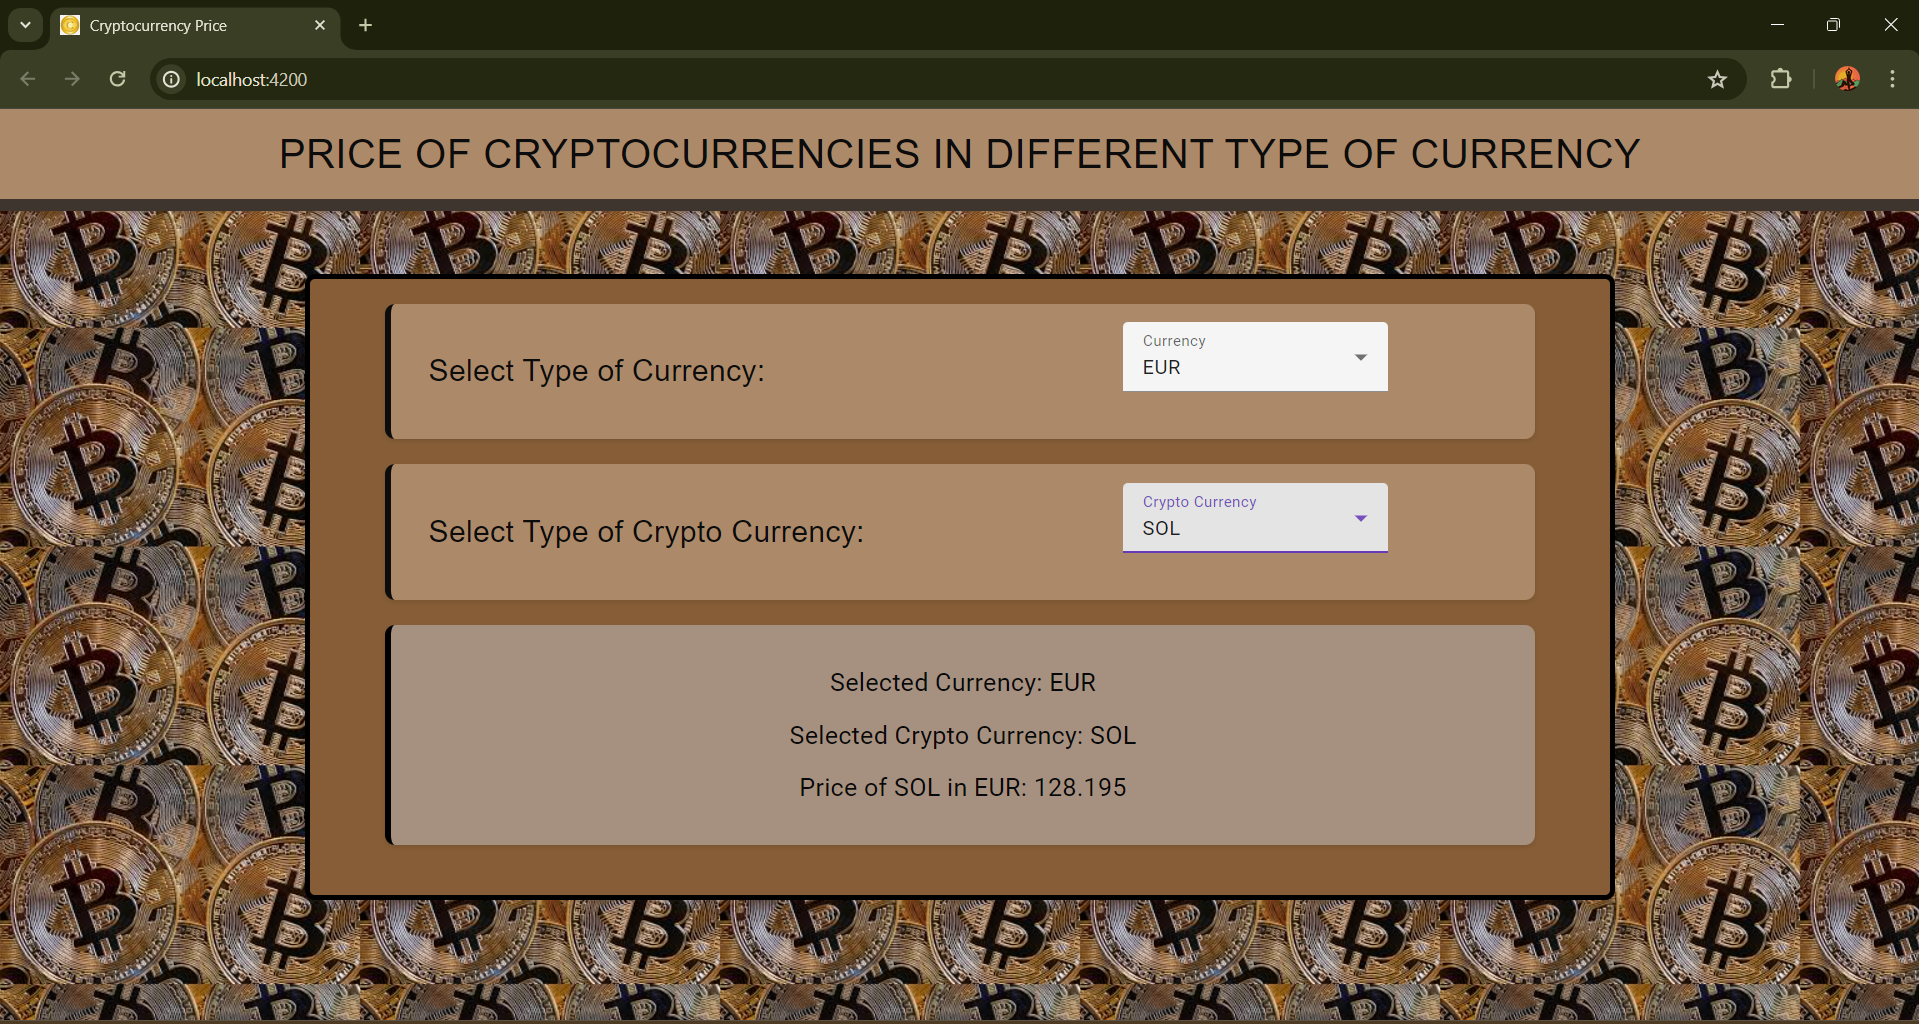 Cryptocurrency Price
localhost:4200
PRICE OF CRYPTOCURRENCIES IN DIFFERENT TYPE OF CURRENCY
Select Type of Currency:
Currency
EUR
Select Type of Crypto Currency:
Crypto Currency
SOL
Selected Currency: EUR
Selected Crypto Currency: SOL
Price of SOL in EUR: 128.195